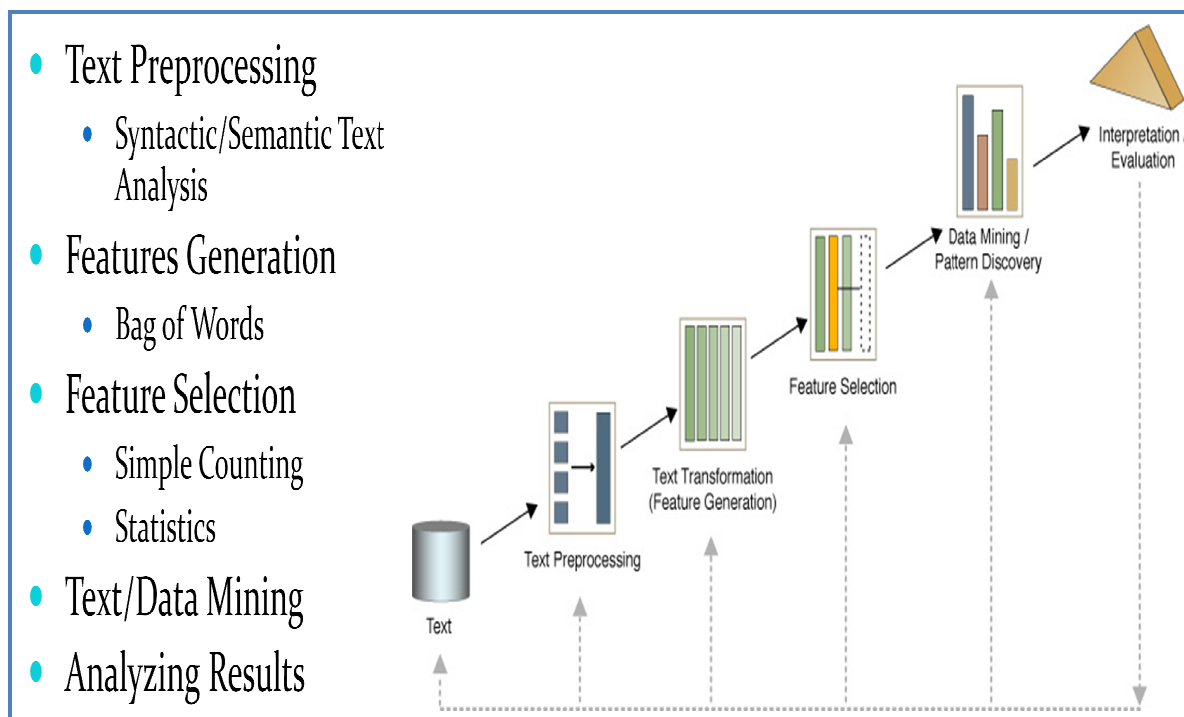 Text Preprocessing
Syntactic/Semantic Text
Analysis
Features Generation
Bag of Words
Feature Selection
Simple Counting
Statistics
Text/Data Mining
Analyzing Results
Text
Text Preprocessing
Text Transformation
(Feature Generation)
Feature Selection
Data Mining /
Pattern Discovery
Interpretation /
Evaluation